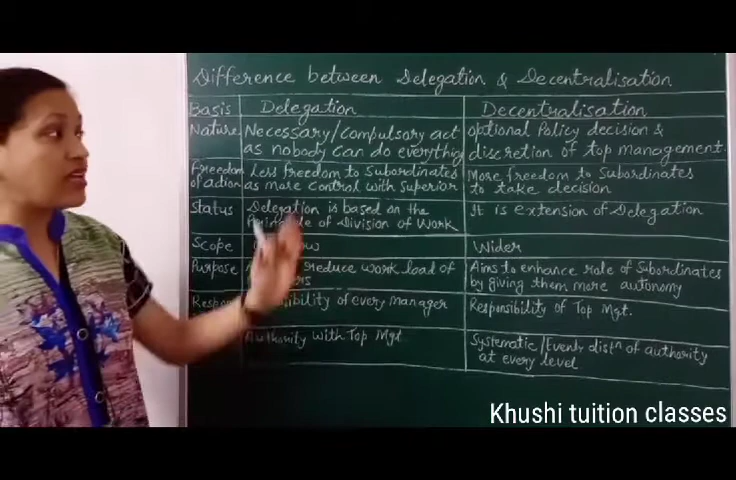 Difference between Delegation & Decentralisation
Basis Delegation Decentralisation
Nature Necessary/Compulsory act optional Policy decision &
as nobody can do everything discretion of top management.
Freedom Less freedom to Subordinates More freedom to Subordinates
of action as more control with Superior to take decision
Status Delegation is based on the It is extension of Delegation
of Division of Work
Scope Wider
Purpose reduce work load of Aims to enhance role of Subordinates
by giving them more autonomy
of every manager Responsibility of Top Mgt.
Authority with Top Mgt. Systematic/Evenly distn of authority
at every level
Khushi tuition classes